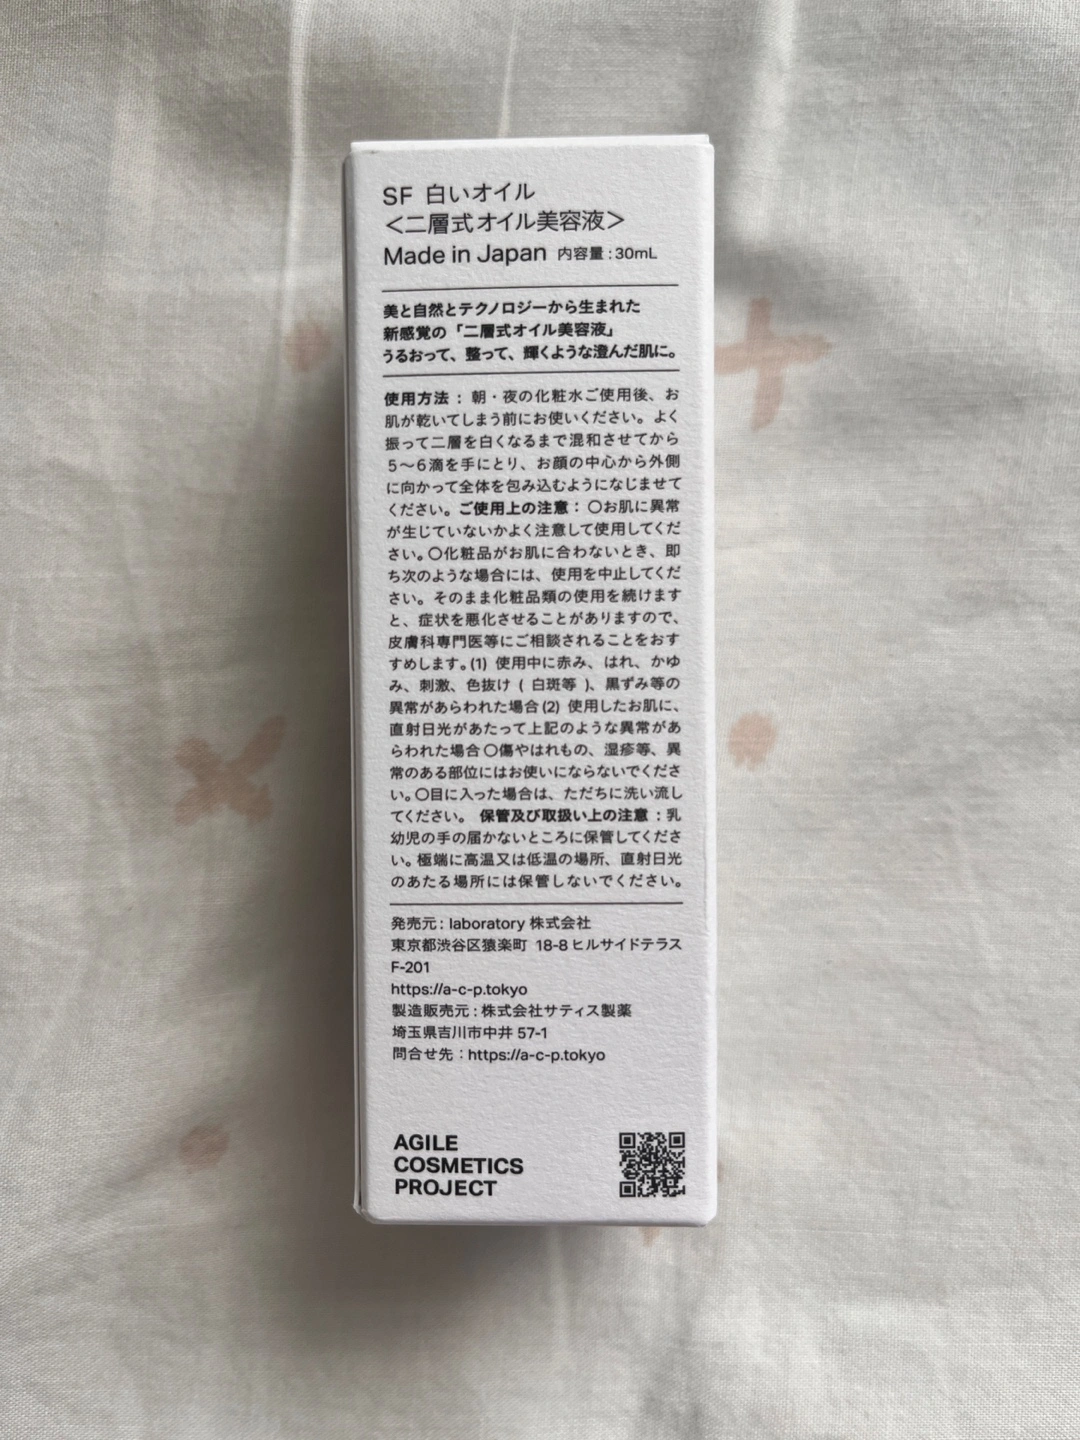 SF 白いオイル
＜二層式オイル美容液＞
Made in Japan 内容量：30mL
美と自然とテクノロジーから生まれた
新感覚の「二層式オイル美容液」
うるおって、整って、輝くような澄んだ肌に。
使用方法：朝・夜の化粧水ご使用後、お
肌が乾いてしまう前にお使いください。よく
振って二層を白くなるまで混和させてから
5〜6滴を手にとり、お顔の中心から外側
に向かって全体を包み込むようになじませて
ください。ご使用上の注意：〇お肌に異常
が生じていないかよく注意して使用してくだ
さい。〇化粧品がお肌に合わないとき、即
ち次のような場合には、使用を中止してくだ
さい。そのまま化粧品類の使用を続けます
と、症状を悪化させることがありますので、
皮膚科専門医等にご相談されることをおす
すめします。(1) 使用中に赤み、はれ、かゆ
み、刺激、色抜け ( 白斑等 )、黒ずみ等の
異常があらわれた場合 (2) 使用したお肌に、
直射日光があたって上記のような異常があ
らわれた場合 〇傷やはれもの、湿疹等、異
常のある部位にはお使いにならないでくださ
い。〇目に入った場合は、ただちに洗い流し
てください。 保管及び取扱い上の注意：乳
幼児の手の届かないところに保管してくださ
い。極端に高温又は低温の場所、直射日光
のあたる場所には保管しないでください。
発売元：laboratory 株式会社
東京都渋谷区猿楽町 18-8 ヒルサイドテラス
F-201
https://a-c-p.tokyo
製造販売元：株式会社サティス製薬
埼玉県吉川市中井 57-1
問合せ先：https://a-c-p.tokyo
AGILE
COSMETICS
PROJECT